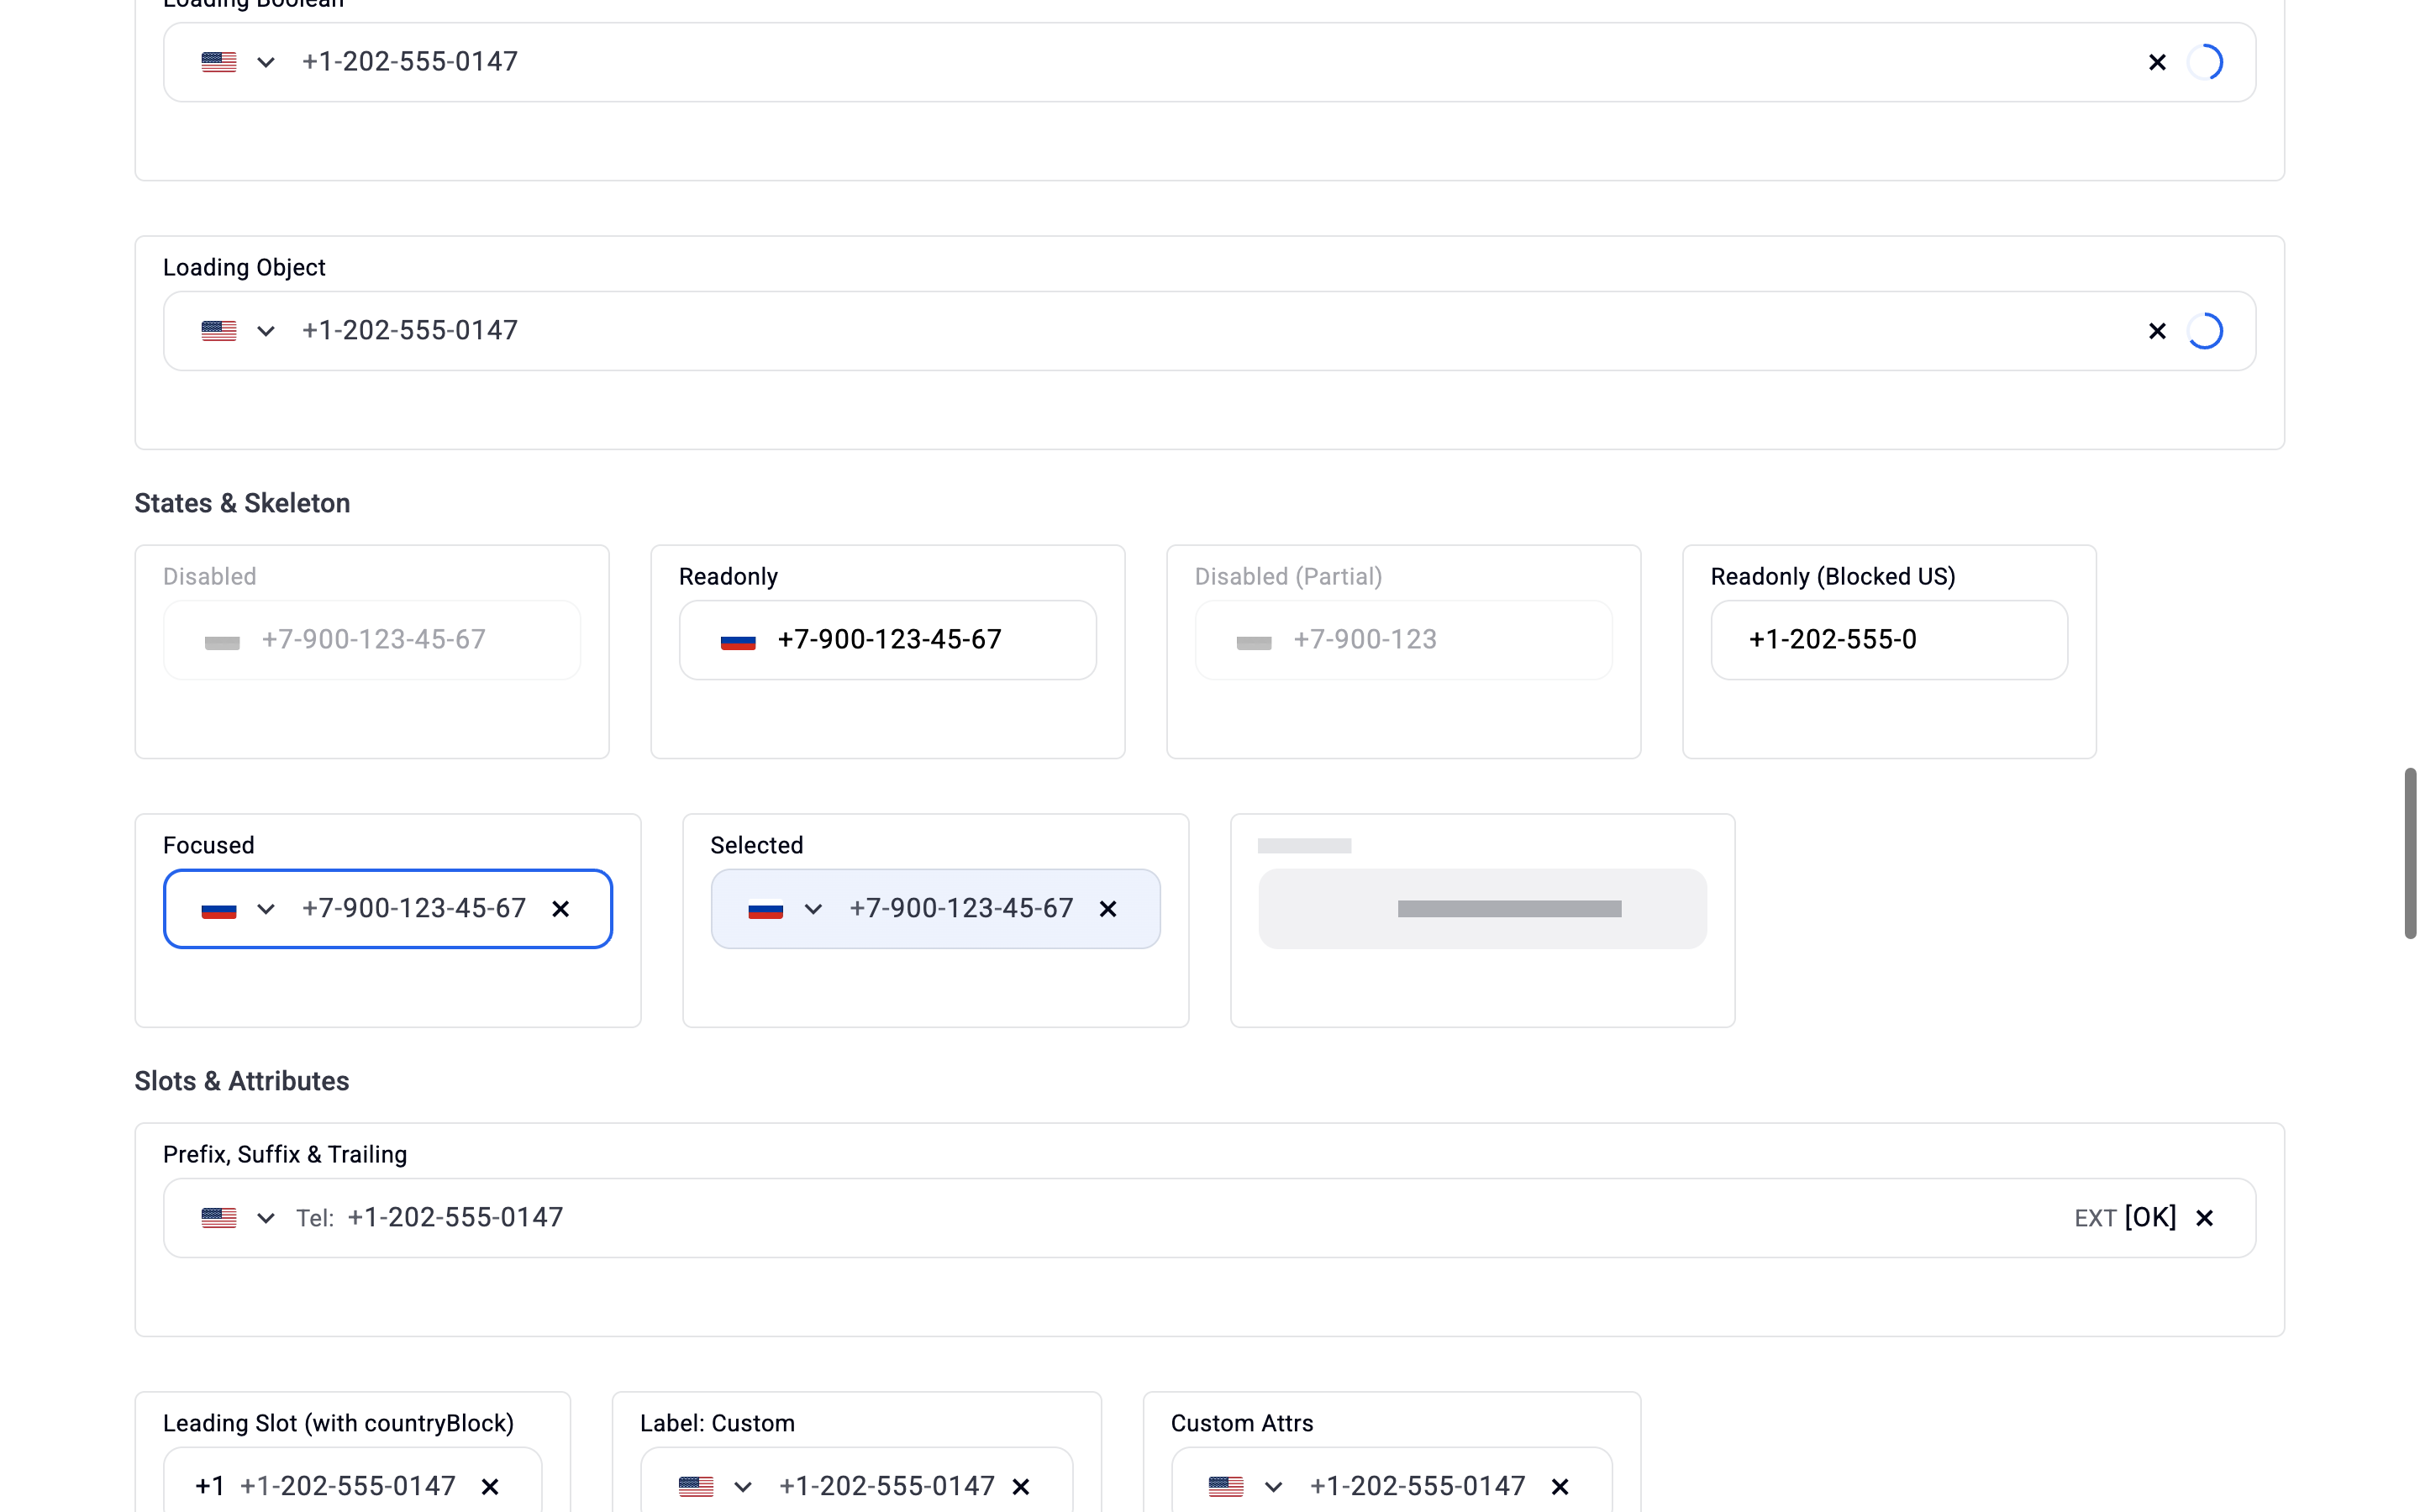 Loading Boolean
+1-202-555-0147
Loading Object
+1-202-555-0147
States & Skeleton
Disabled
+7-900-123-45-67
Readonly
+7-900-123-45-67
Disabled (Partial)
+7-900-123
Readonly (Blocked US)
+1-202-555-0
Focused
+7-900-123-45-67
Selected
+7-900-123-45-67
Slots & Attributes
Prefix, Suffix & Trailing
Tel: +1-202-555-0147 EXT [OK]
Leading Slot (with countryBlock)
+1 +1-202-555-0147
Label: Custom
+1-202-555-0147
Custom Attrs
+1-202-555-0147